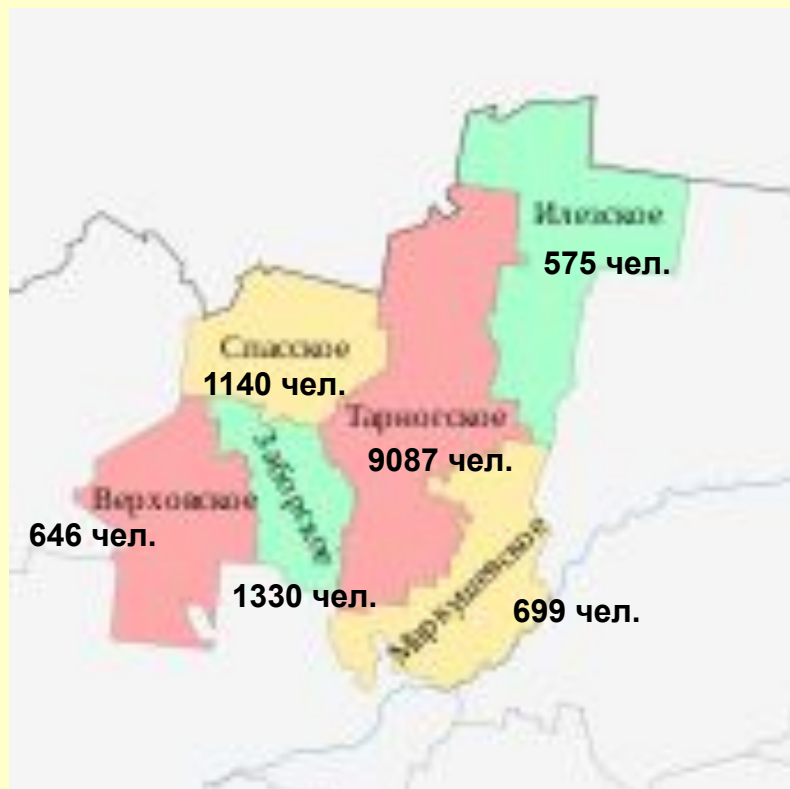 Илезское
575 чел.
Спасское
1140 чел.
Тарногское
9087 чел.
Заборское
1330 чел.
Верховское
646 чел.
Маркушевское
699 чел.